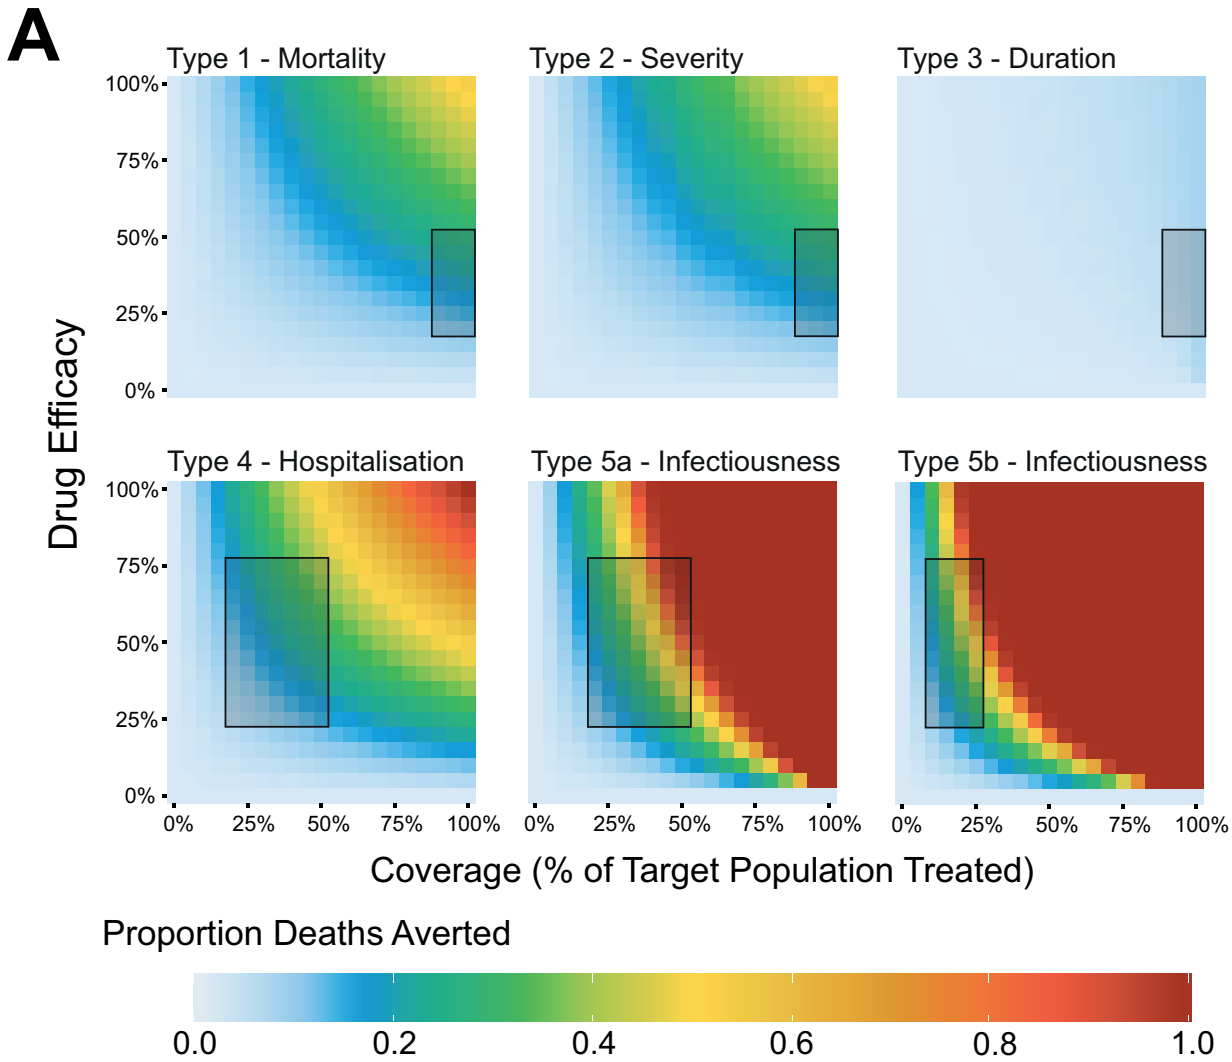 A
Type 1 - Mortality
Type 2 - Severity
Type 3 - Duration
100%
75%
50%
25%
0%
Drug Efficacy
Type 4 - Hospitalisation
Type 5a - Infectiousness
Type 5b - Infectiousness
100%
75%
50%
25%
0%
0% 25% 50% 75% 100%
0% 25% 50% 75% 100%
0% 25% 50% 75% 100%
Coverage (% of Target Population Treated)
Proportion Deaths Averted
0.0 0.2 0.4 0.6 0.8 1.0